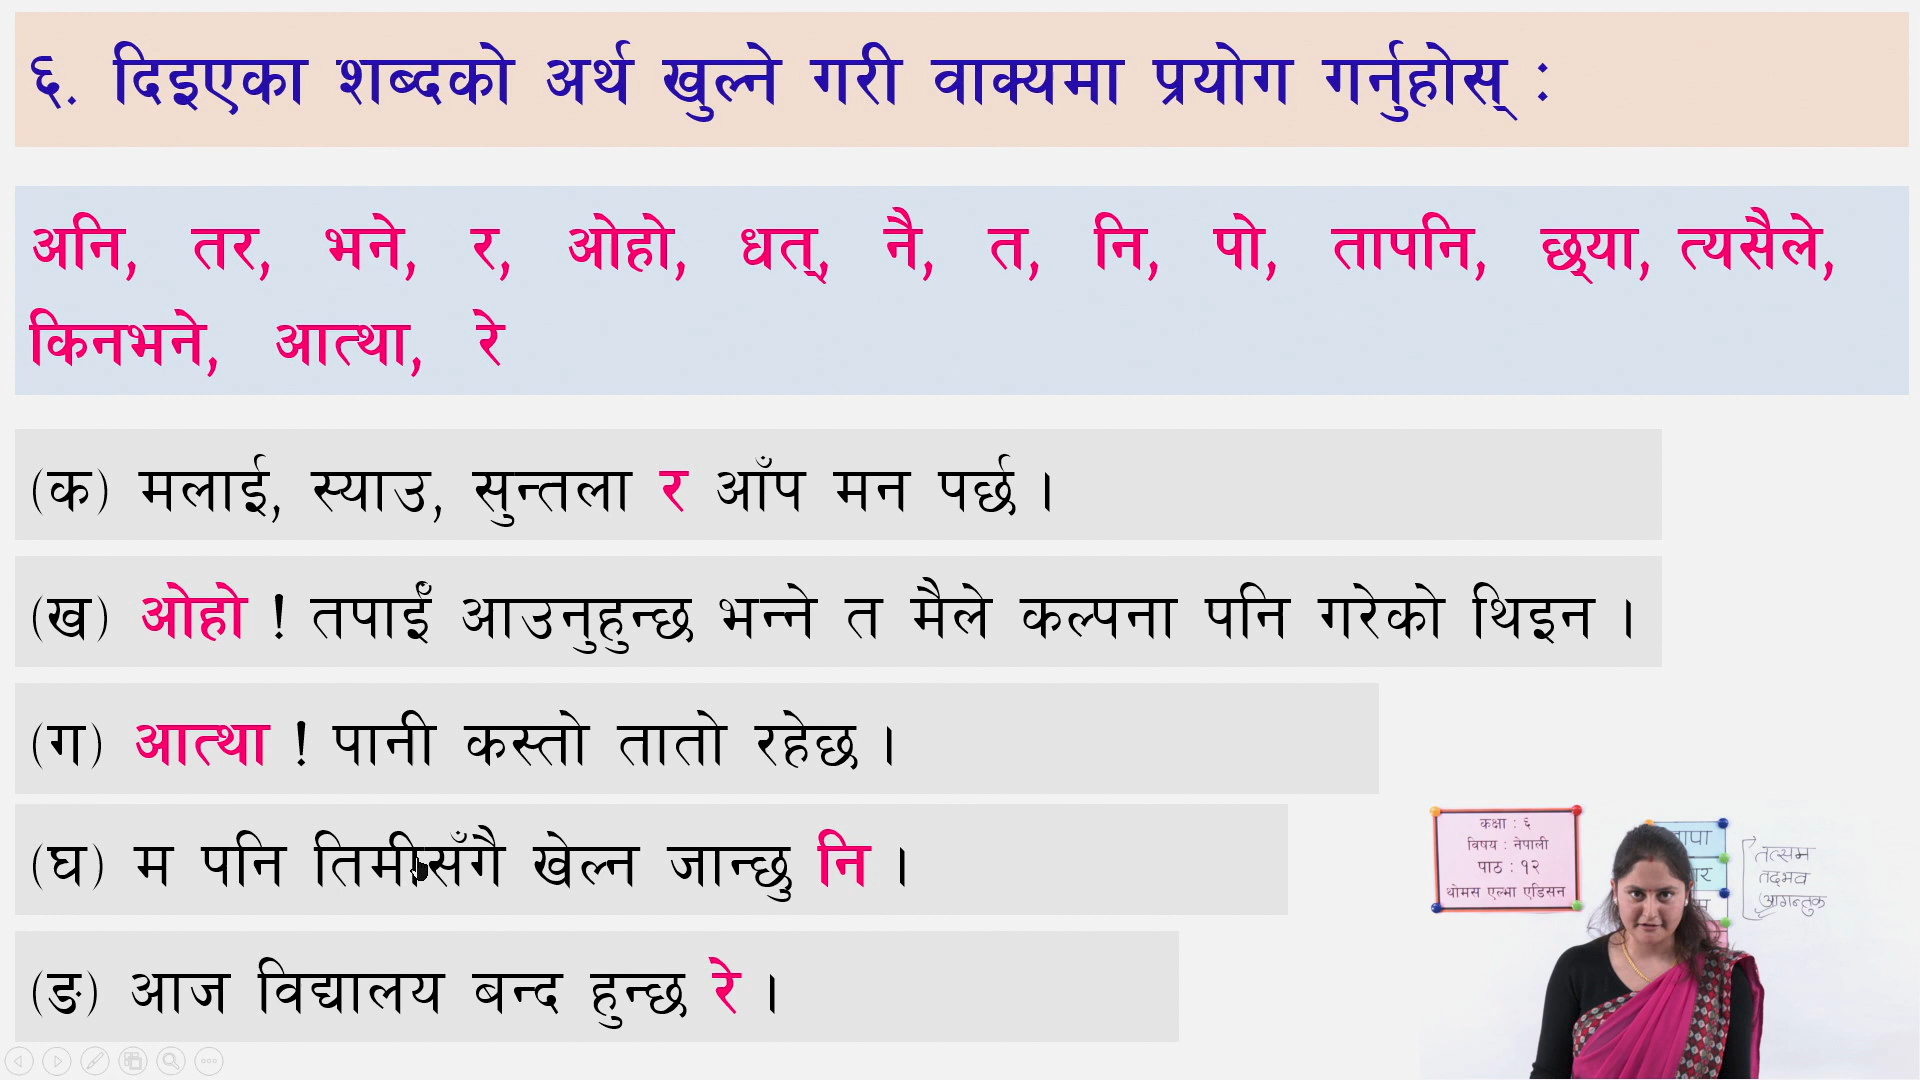 ६. दिइएका शब्दको अर्थ खुल्ने गरी वाक्यमा प्रयोग गर्नुहोस् :
अनि, तर, भने, र, ओहो, धत्, नै, त, नि, पो, तापनि, छ्या, त्यसैले,
किनभने, आत्था, रे
(क) मलाई, स्याउ, सुन्तला र आँप मन पर्छ ।
(ख) ओहो ! तपाईँ आउनुहुन्छ भन्ने त मैले कल्पना पनि गरेको थिइन ।
(ग) आत्था ! पानी कस्तो तातो रहेछ ।
(घ) म पनि तिमीसँगै खेल्न जान्छु नि ।
(ङ) आज विद्यालय बन्द हुन्छ रे ।
कक्षा : ६
विषय : नेपाली
पाठ : १२
थोमस एल्भा एडिसन
तत्सम
तद्भव
आगन्तुक